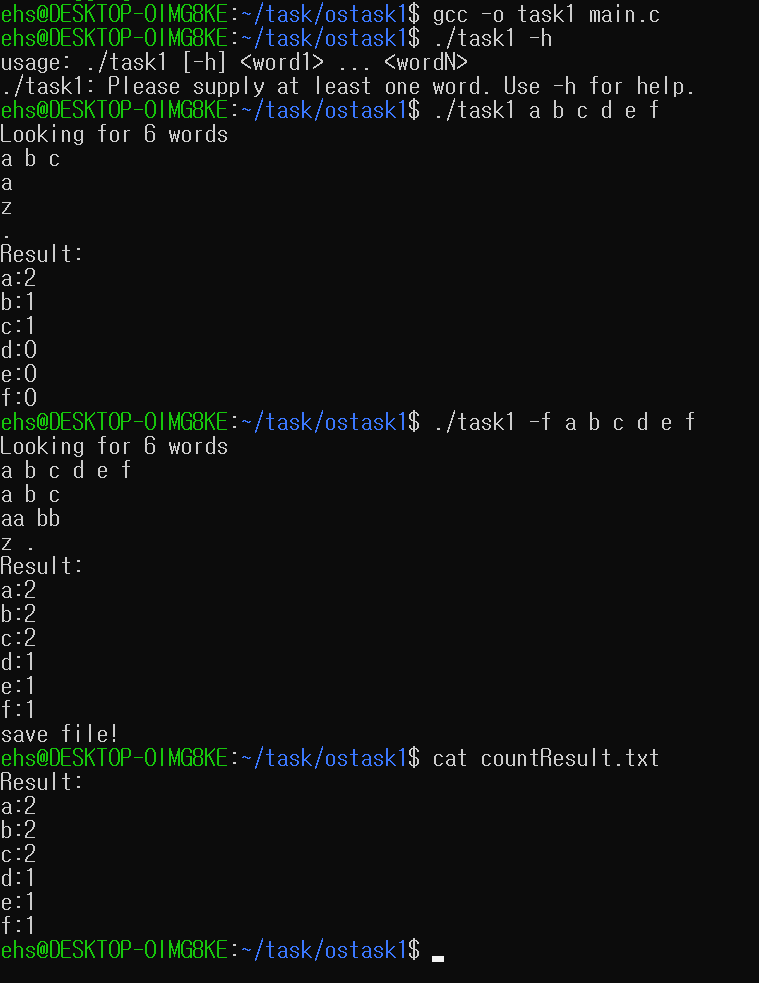 ehs@DESKTOP-OIMG8KE:~/task/ostask1$ gcc -o task1 main.c
ehs@DESKTOP-OIMG8KE:~/task/ostask1$ ./task1 -h
usage: ./task1 [-h] <word1> ... <wordN>
./task1: Please supply at least one word. Use -h for help.
ehs@DESKTOP-OIMG8KE:~/task/ostask1$ ./task1 a b c d e f
Looking for 6 words
a b c
a
z
.
Result:
a:2
b:1
c:1
d:0
e:0
f:0
ehs@DESKTOP-OIMG8KE:~/task/ostask1$ ./task1 -f a b c d e f
Looking for 6 words
a b c d e f
a b c
aa bb
z .
Result:
a:2
b:2
c:2
d:1
e:1
f:1
save file!
ehs@DESKTOP-OIMG8KE:~/task/ostask1$ cat countResult.txt
Result:
a:2
b:2
c:2
d:1
e:1
f:1
ehs@DESKTOP-OIMG8KE:~/task/ostask1$